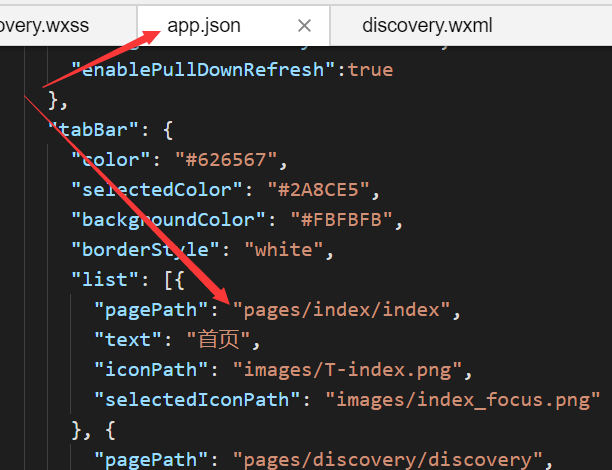 overy.wxss app.json × discovery.wxml
"enablePullDownRefresh":true
},
"tabBar": {
"color": "#626567",
"selectedColor": "#2A8CE5",
"backgroundColor": "#FBFBFB",
"borderStyle": "white",
"list": [{
"pagePath": "pages/index/index",
"text": "首页",
"iconPath": "images/T-index.png",
"selectedIconPath": "images/index_focus.png"
}, {
"pagePath": "pages/discovery/discovery",